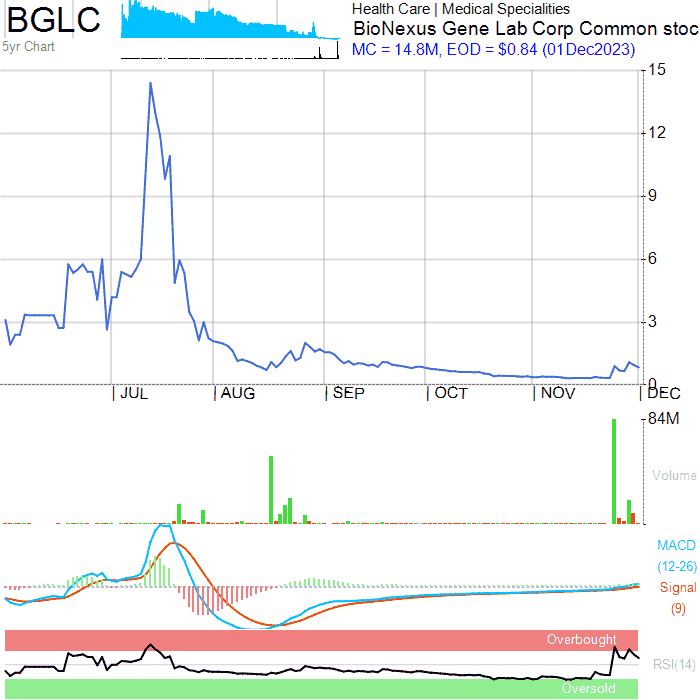 BGLC
5yr Chart
Health Care | Medical Specialities
BioNexus Gene Lab Corp Common stoc
MC = 14.8M, EOD = $0.84 (01Dec2023)
15
12
9
6
3
0
JUL AUG SEP OCT NOV DEC
84M
Volume
MACD
(12-26)
Signal
(9)
Overbought
RSI(14)
Oversold